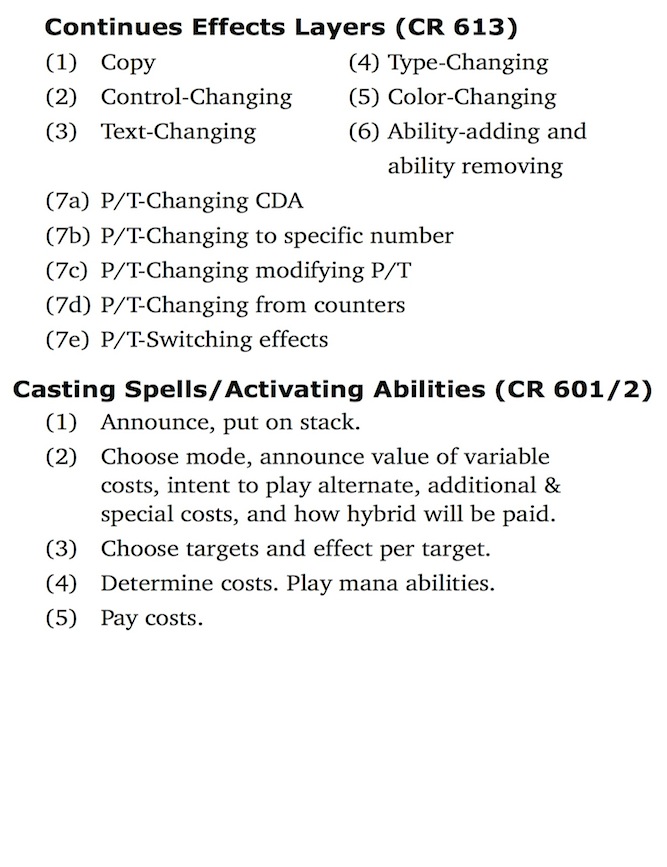 Continues Effects Layers (CR 613)
(1) Copy
(2) Control-Changing
(3) Text-Changing
(4) Type-Changing
(5) Color-Changing
(6) Ability-adding and
ability removing
(7a) P/T-Changing CDA
(7b) P/T-Changing to specific number
(7c) P/T-Changing modifying P/T
(7d) P/T-Changing from counters
(7e) P/T-Switching effects
Casting Spells/Activating Abilities (CR 601/2)
(1) Announce, put on stack.
(2) Choose mode, announce value of variable
costs, intent to play alternate, additional &
special costs, and how hybrid will be paid.
(3) Choose targets and effect per target.
(4) Determine costs. Play mana abilities.
(5) Pay costs.